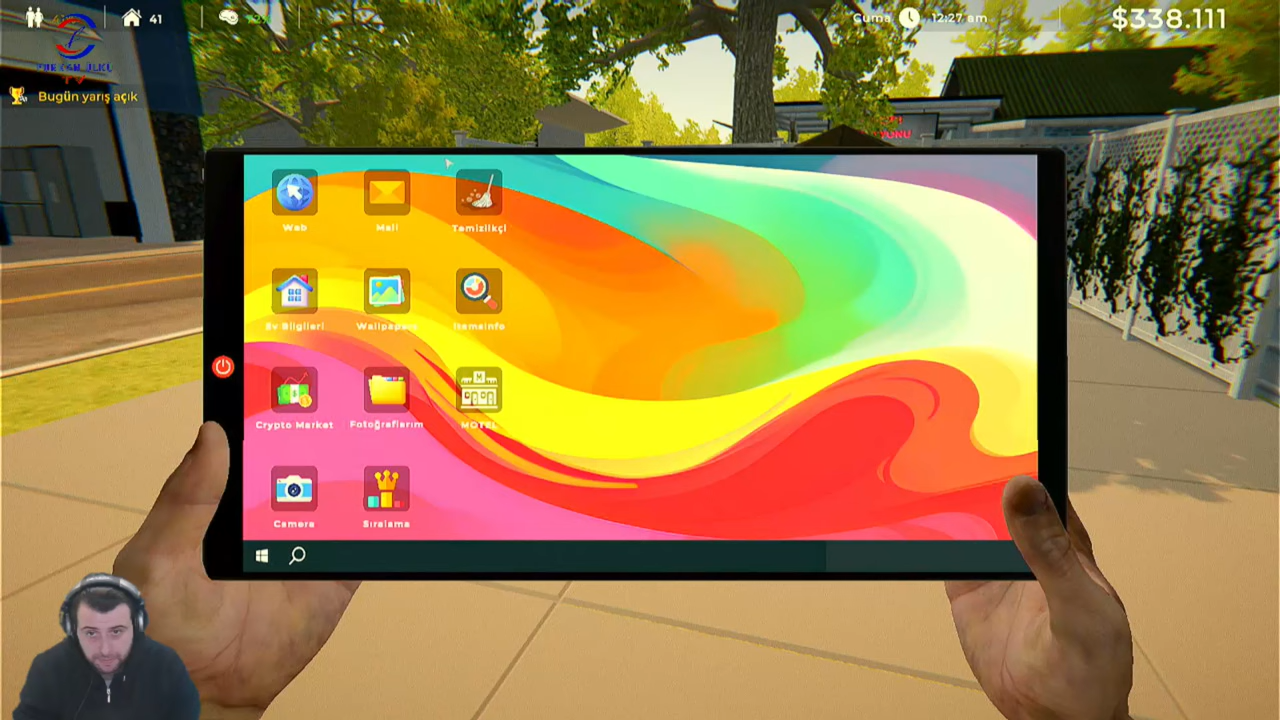 41
Cuma 12:27 am
$338.111
TV
Bugün yarış açık
Web
Mail
Temizlikçi
Ev Bilgileri
Wallpapers
ItemsInfo
Crypto Market
Fotoğraflarım
MOTEL
Camera
Sıralama